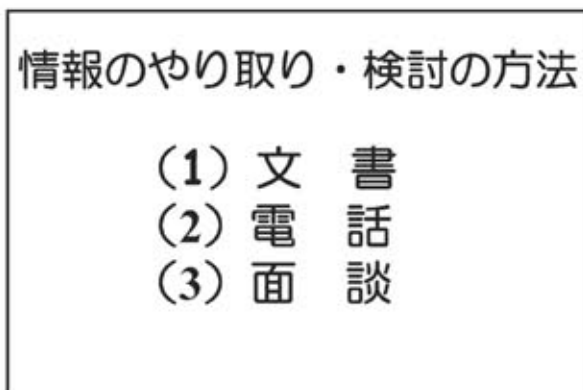 情報のやり取り・検討の方法
（1）文　書
（2）電　話
（3）面　談